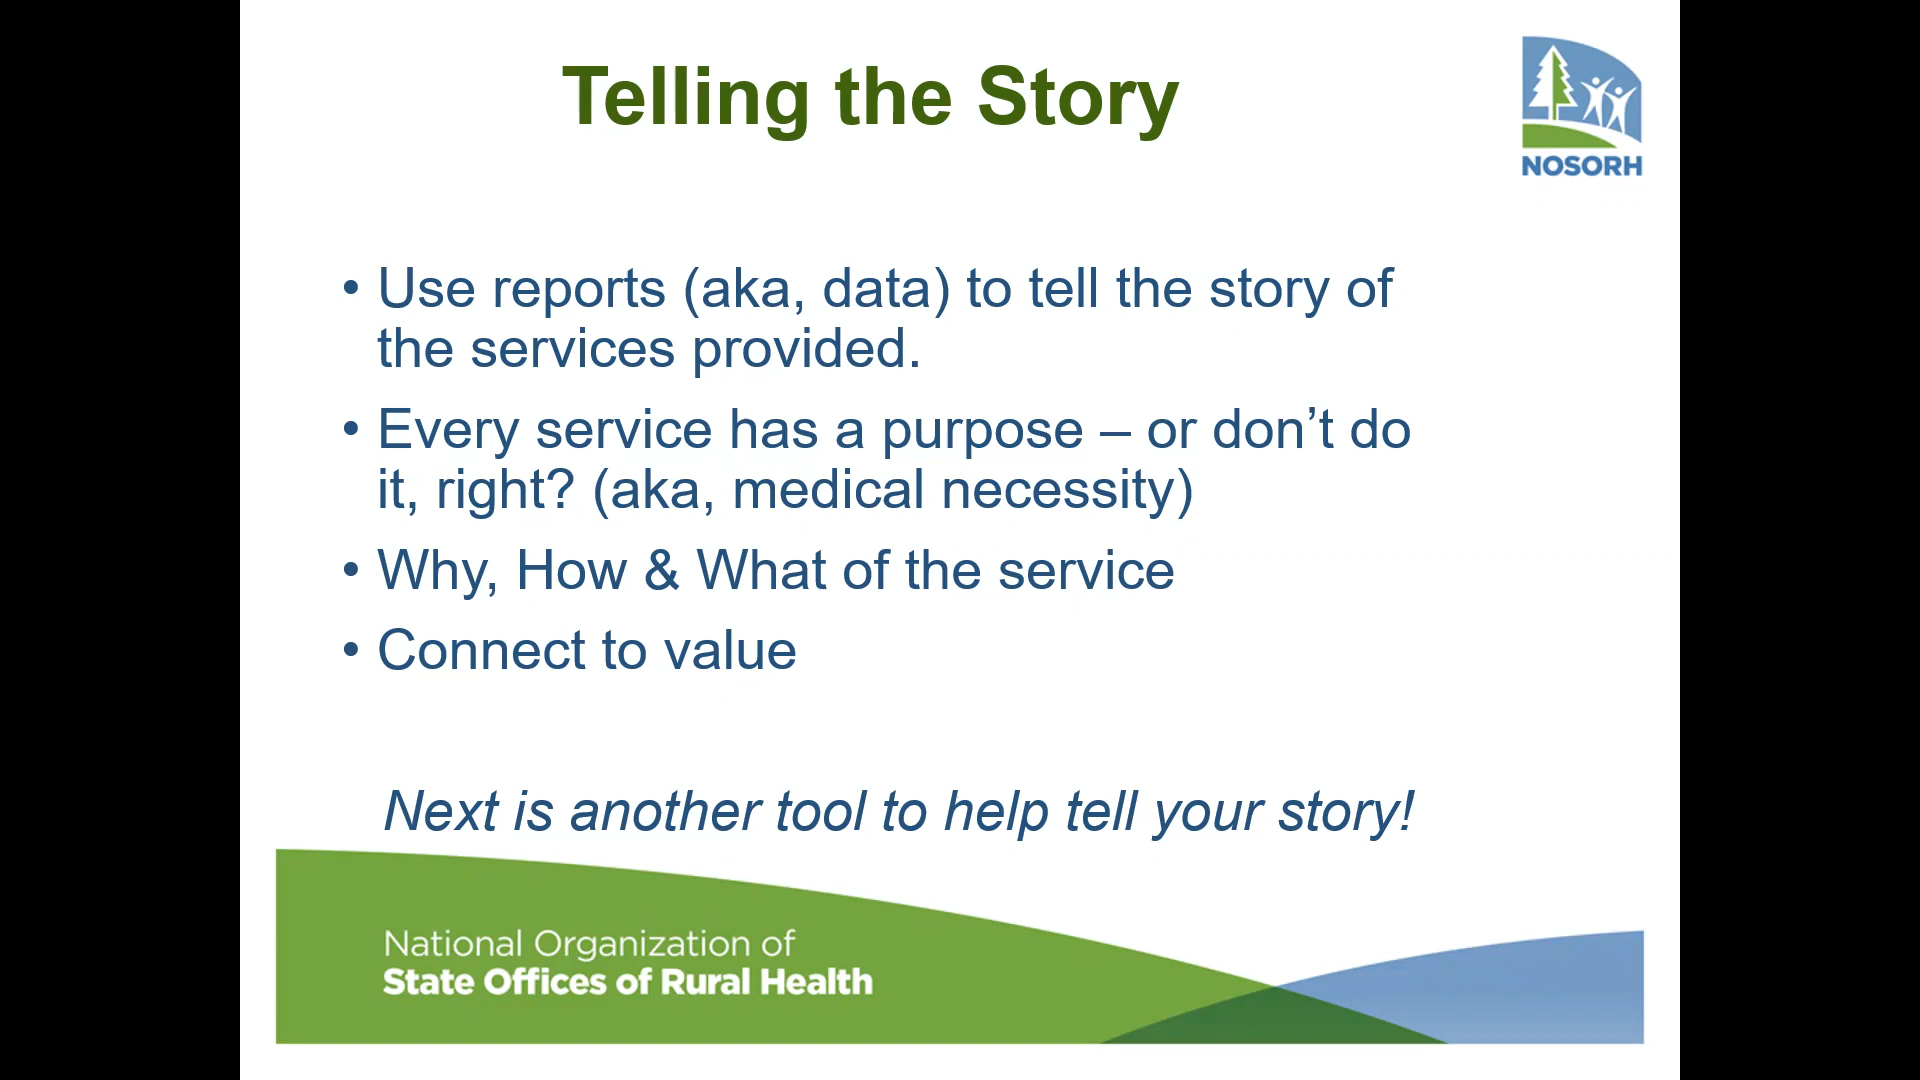 Telling the Story
NOSORH
• Use reports (aka, data) to tell the story of
the services provided.
• Every service has a purpose – or don’t do
it, right? (aka, medical necessity)
• Why, How & What of the service
• Connect to value
Next is another tool to help tell your story!
National Organization of
State Offices of Rural Health